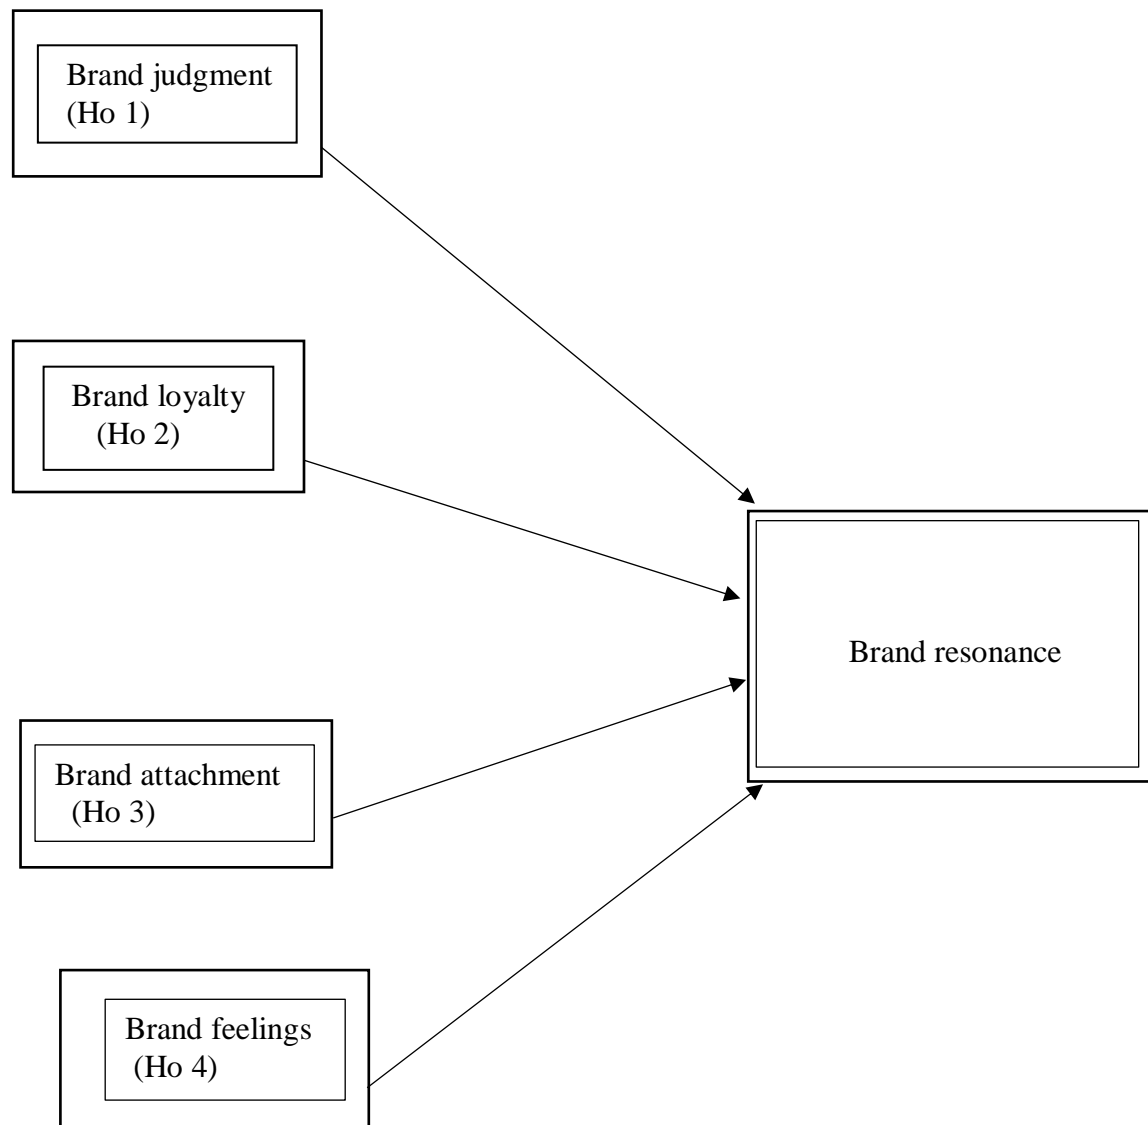 Brand judgment
(Ho 1)
Brand loyalty
(Ho 2)
Brand resonance
Brand attachment
(Ho 3)
Brand feelings
(Ho 4)